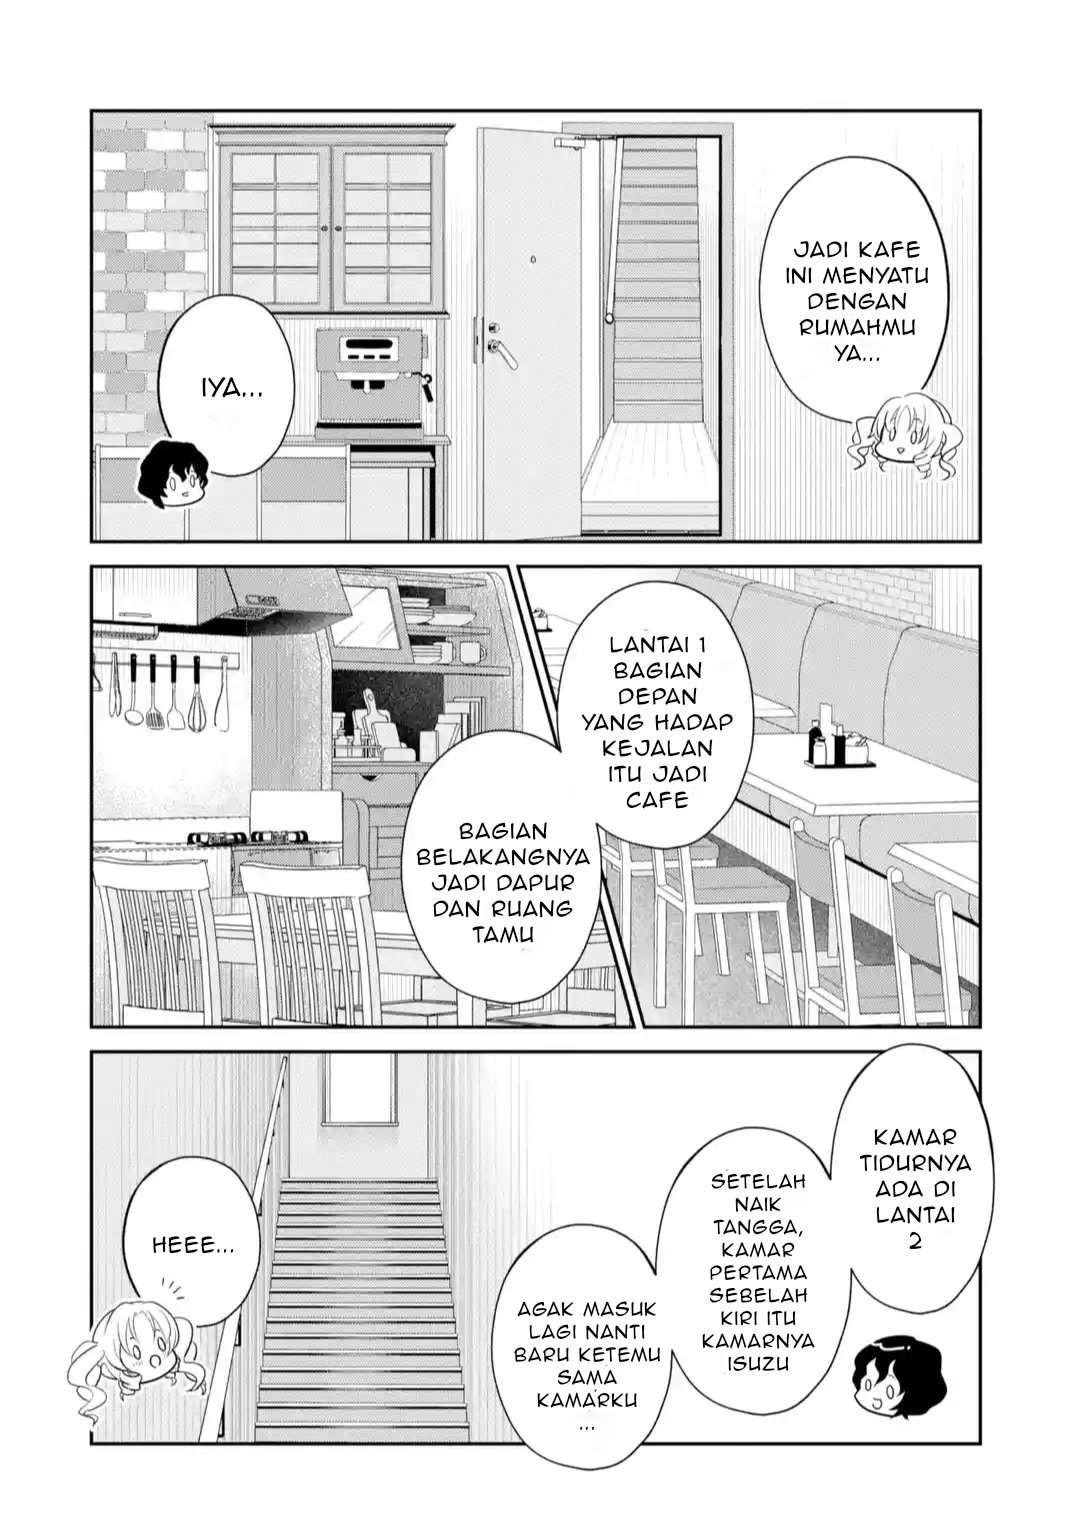 JADI KAFE
INI MENYATU
DENGAN
RUMAHMU
YA...
IYA...
LANTAI 1
BAGIAN
DEPAN
YANG HADAP
KEJALAN
ITU JADI
CAFE
BAGIAN
BELAKANGNYA
JADI DAPUR
DAN RUANG
TAMU
KAMAR
TIDURNYA
ADA DI
LANTAI
2
SETELAH
NAIK
TANGGA,
KAMAR
PERTAMA
SEBELAH
KIRI ITU
KAMARNYA
ISUZU
AGAK MASUK
LAGI NANTI
BARU KETEMU
SAMA
KAMARKU
...
HEEE...